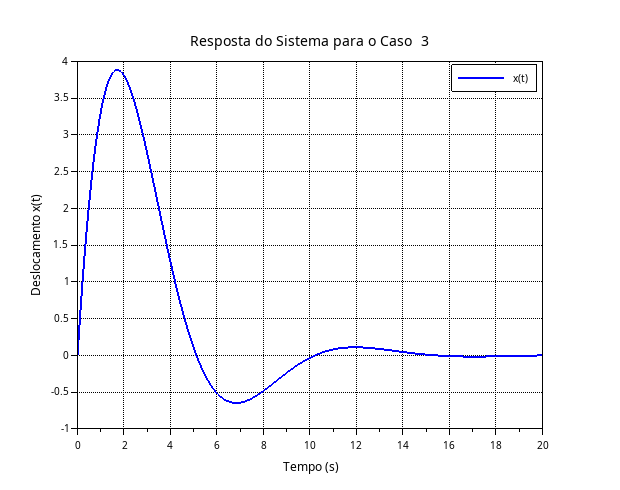 Resposta do Sistema para o Caso  3
x(t)
Deslocamento x(t)
4
3.5
3
2.5
2
1.5
1
0.5
0
-0.5
-1
0 2 4 6 8 10 12 14 16 18 20
Tempo (s)